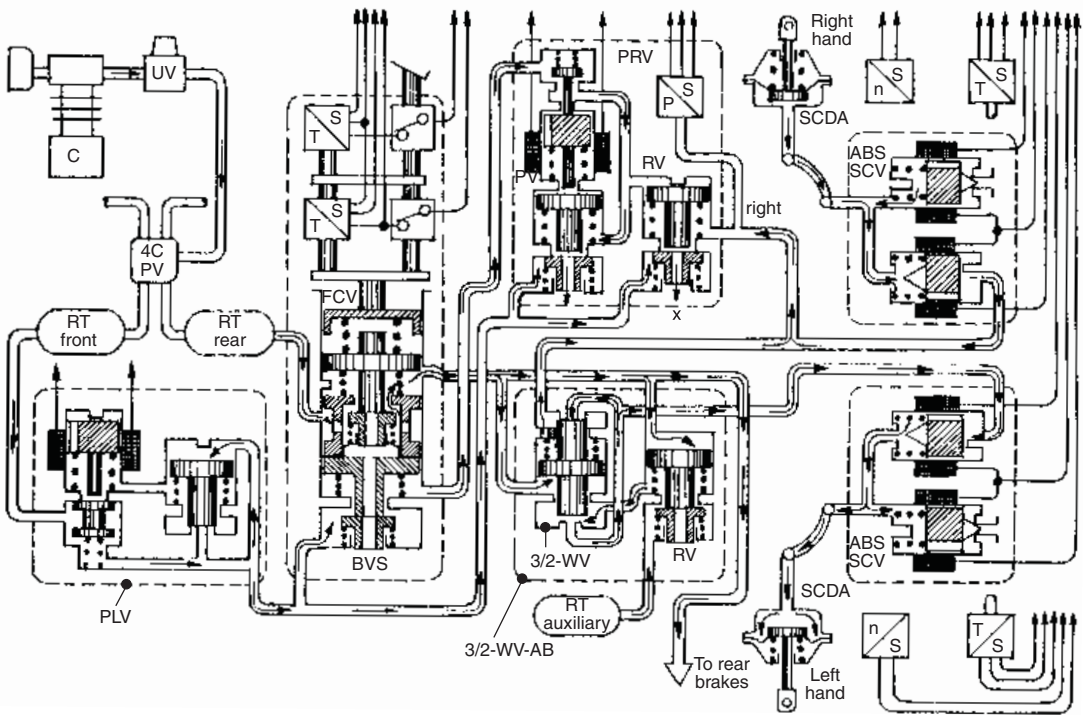 UV
C
4C
PV
RT
front
RT
rear
PLV
S
T
S
T
FCV
BVS
PRV
PV
S
P
RV
right
x
3/2-WV
RV
3/2-WV-AB
RT
auxiliary
To rear
brakes
Right
hand
SCDA
S
n
S
T
ABS
SCV
ABS
SCV
SCDA
Left
hand
n
S
T
S